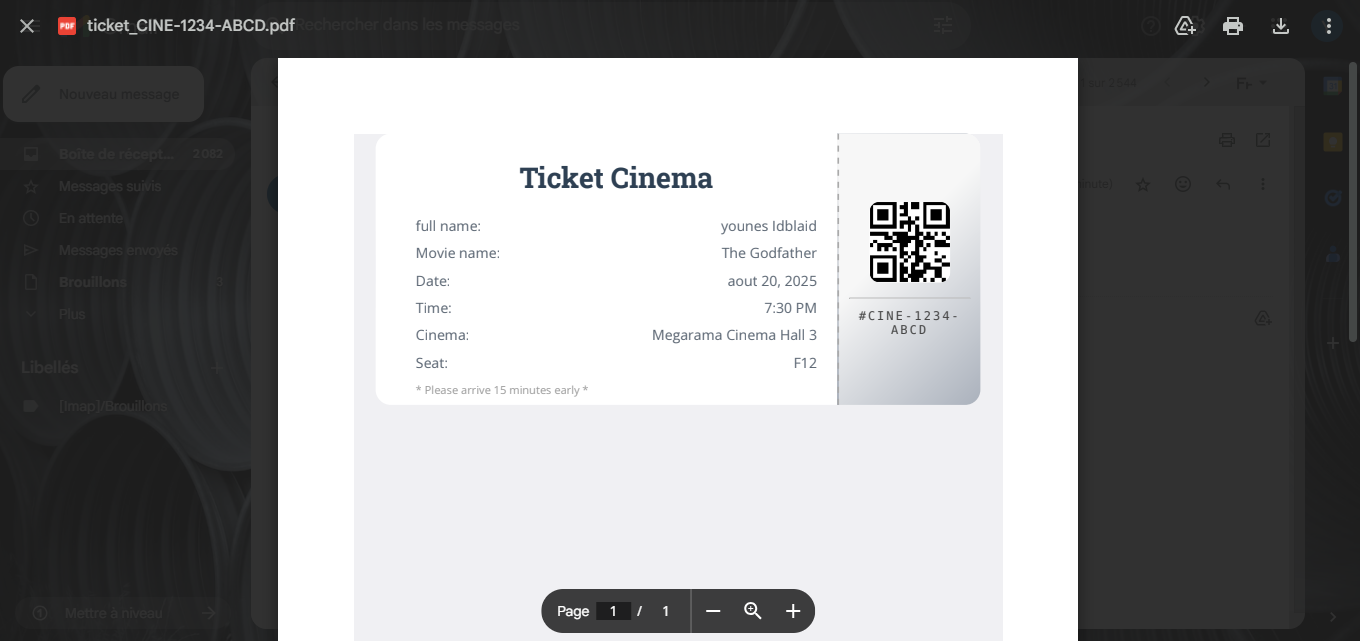 ticket_CINE-1234-ABCD.pdf
Rechercher dans les messages
Nouveau message
sur 2 544
Boîte de récept... 2 082
Messages suivis
En attente
Messages envoyés
Brouillons 3
Plus
Libellés
[Imap]/Brouillons
Mettre à niveau
Ticket Cinema
full name: younes Idblaid
Movie name: The Godfather
Date: aout 20, 2025
Time: 7:30 PM
Cinema: Megarama Cinema Hall 3
Seat: F12
* Please arrive 15 minutes early *
#CINE-1234-
ABCD
Page 1 / 1